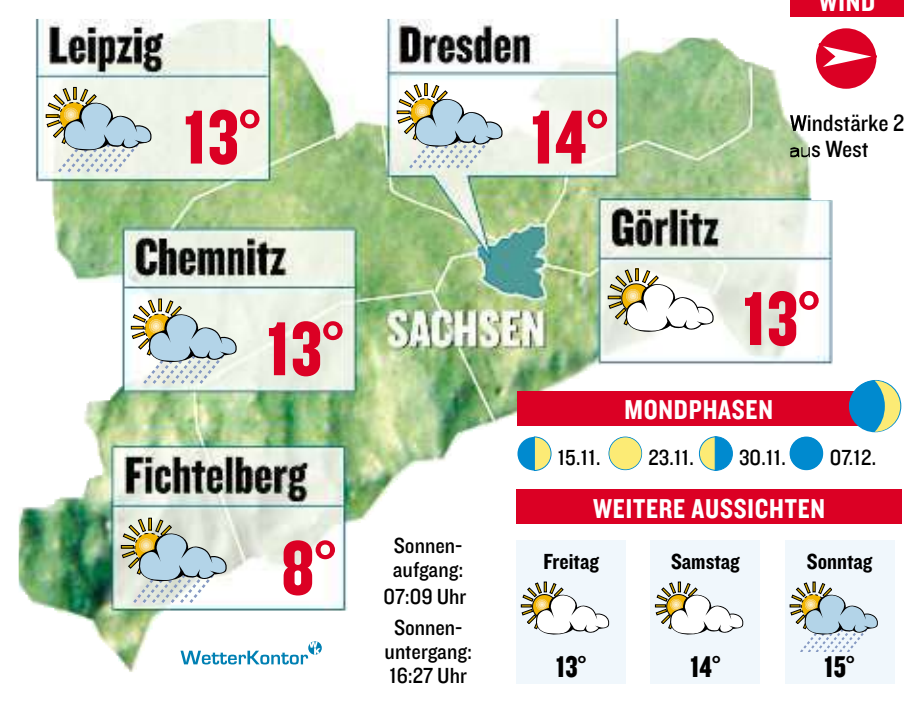 WIND
Leipzig
13°
Dresden
14°
Windstärke 2
aus West
Chemnitz
13°
Görlitz
13°
SACHSEN
Fichtelberg
8°
MONDPHASEN
15.11. 23.11. 30.11. 07.12.
WEITERE AUSSICHTEN
Freitag
13°
Samstag
14°
Sonntag
15°
Sonnen-
aufgang:
07:09 Uhr
Sonnen-
untergang:
16:27 Uhr
WetterKontor